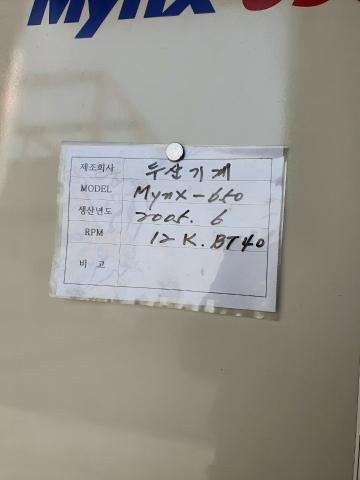 Mynx
제조회사 두산기계
MODEL Mynx-650
생산년도 2005. 6
RPM 12K. BT40
비 고